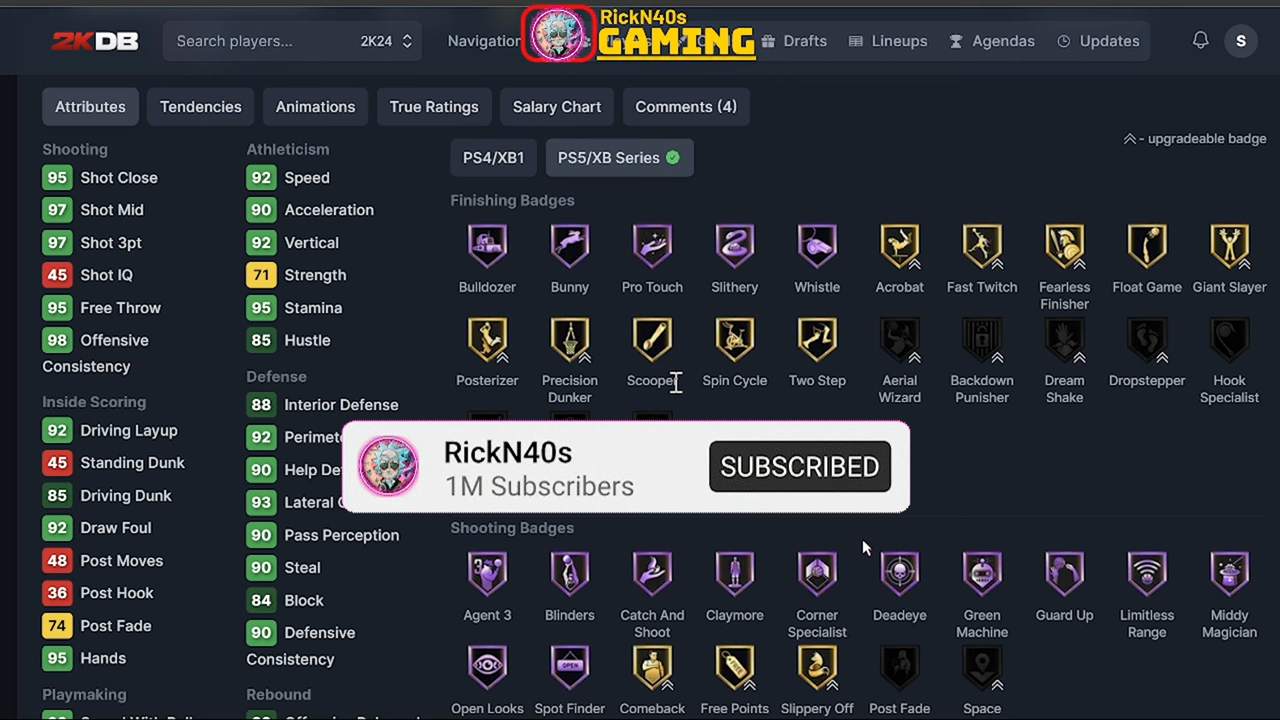 2KDB
Search players...
2K24
Navigation
RickN40s
GAMING
Drafts
Lineups
Agendas
Updates
S
Attributes
Tendencies
Animations
True Ratings
Salary Chart
Comments (4)
- upgradeable badge
Shooting
95 Shot Close
97 Shot Mid
97 Shot 3pt
45 Shot IQ
95 Free Throw
98 Offensive
Consistency
Inside Scoring
92 Driving Layup
45 Standing Dunk
85 Driving Dunk
92 Draw Foul
48 Post Moves
36 Post Hook
74 Post Fade
95 Hands
Playmaking
Athleticism
92 Speed
90 Acceleration
92 Vertical
71 Strength
95 Stamina
85 Hustle
Defense
88 Interior Defense
92
90 Help
93 Lateral
90 Pass Perception
90 Steal
84 Block
90 Defensive
Consistency
Rebound
PS4/XB1
PS5/XB Series
Finishing Badges
Bulldozer
Bunny
Pro Touch
Slithery
Whistle
Acrobat
Fast Twitch
Fearless
Finisher
Float Game
Giant Slayer
Posterizer
Precision
Dunker
Scooper
Spin Cycle
Two Step
Aerial
Wizard
Backdown
Punisher
Dream
Shake
Dropstepper
Hook
Specialist
RickN40s
1M Subscribers
SUBSCRIBED
Shooting Badges
3
Agent 3
Blinders
Catch And
Shoot
Claymore
Corner
Specialist
Deadeye
Green
Machine
Guard Up
Limitless
Range
Middy
Magician
Open Looks
OPEN
Spot Finder
Comeback
FREE
Free Points
Slippery Off
Post Fade
Space